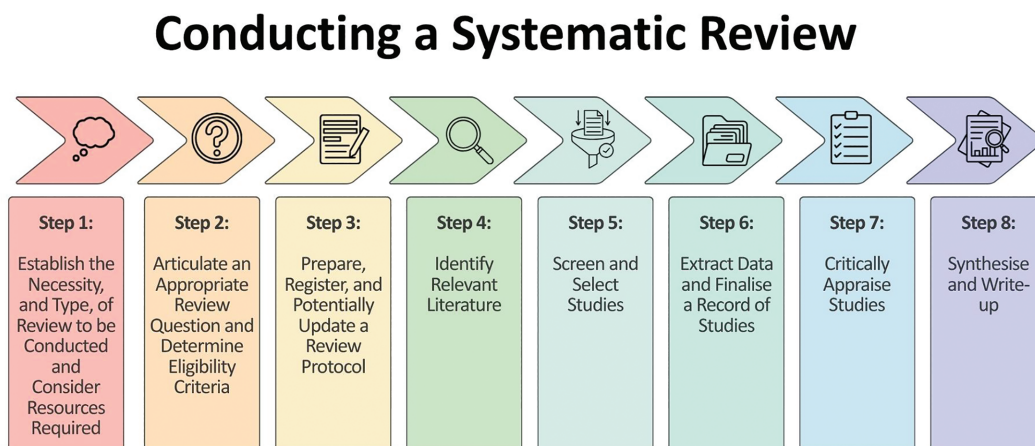 Conducting a Systematic Review
Step 1:
Establish the
Necessity,
and Type, of
Review to be
Conducted
and
Consider
Resources
Required
Step 2:
Articulate an
Appropriate
Review
Question and
Determine
Eligibility
Criteria
Step 3:
Prepare,
Register, and
Potentially
Update a
Review
Protocol
Step 4:
Identify
Relevant
Literature
Step 5:
Screen and
Select
Studies
Step 6:
Extract Data
and Finalise
a Record of
Studies
Step 7:
Critically
Appraise
Studies
Step 8:
Synthesise
and Write-
up